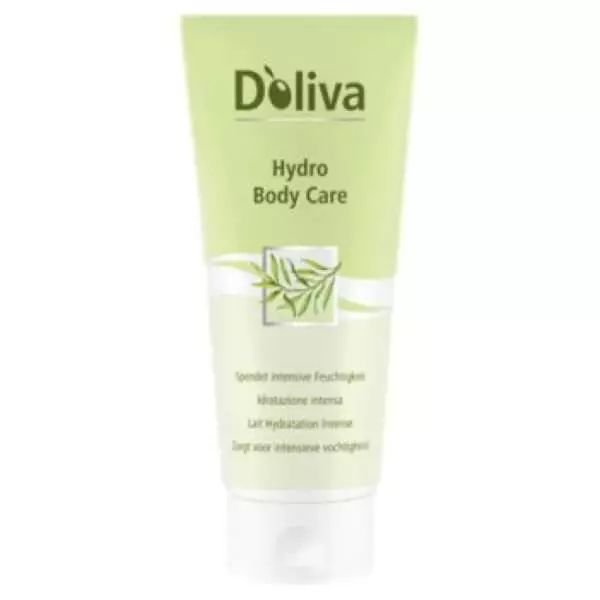 D'oliva
Hydro
Body Care
Spendet intensive Feuchtigkeit
Idratazione intensa
Lait Hydratation Intense
Zorgt voor intensieve vochtigheid